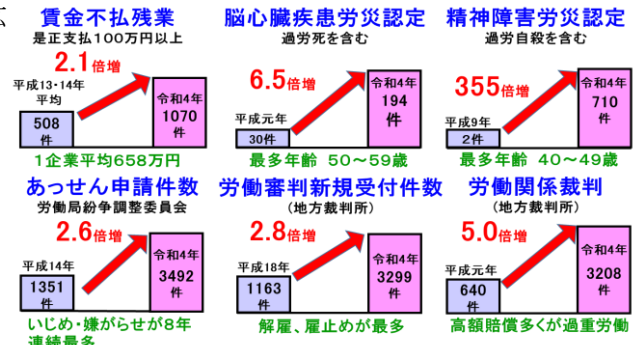 賃金不払残業
是正支払100万円以上
2.1倍増
平成13・14年
平均
508
件
令和4年
1070
件
1企業平均658万円
脳心臓疾患労災認定
過労死を含む
6.5倍増
平成元年
30件
令和4年
194
件
最多年齢 50～59歳
精神障害労災認定
過労自殺を含む
355倍増
平成9年
2件
令和4年
710
件
最多年齢 40～49歳
あっせん申請件数
労働局紛争調整委員会
2.6倍増
平成14年
1351
件
令和4年
3492
件
いじめ・嫌がらせが8年
連続最多
労働審判新規受付件数
(地方裁判所)
2.8倍増
平成18年
1163
件
令和4年
3299
件
解雇、雇止めが最多
労働関係裁判
(地方裁判所)
5.0倍増
平成元年
640
件
令和4年
3208
件
高額賠償多くが過重労働